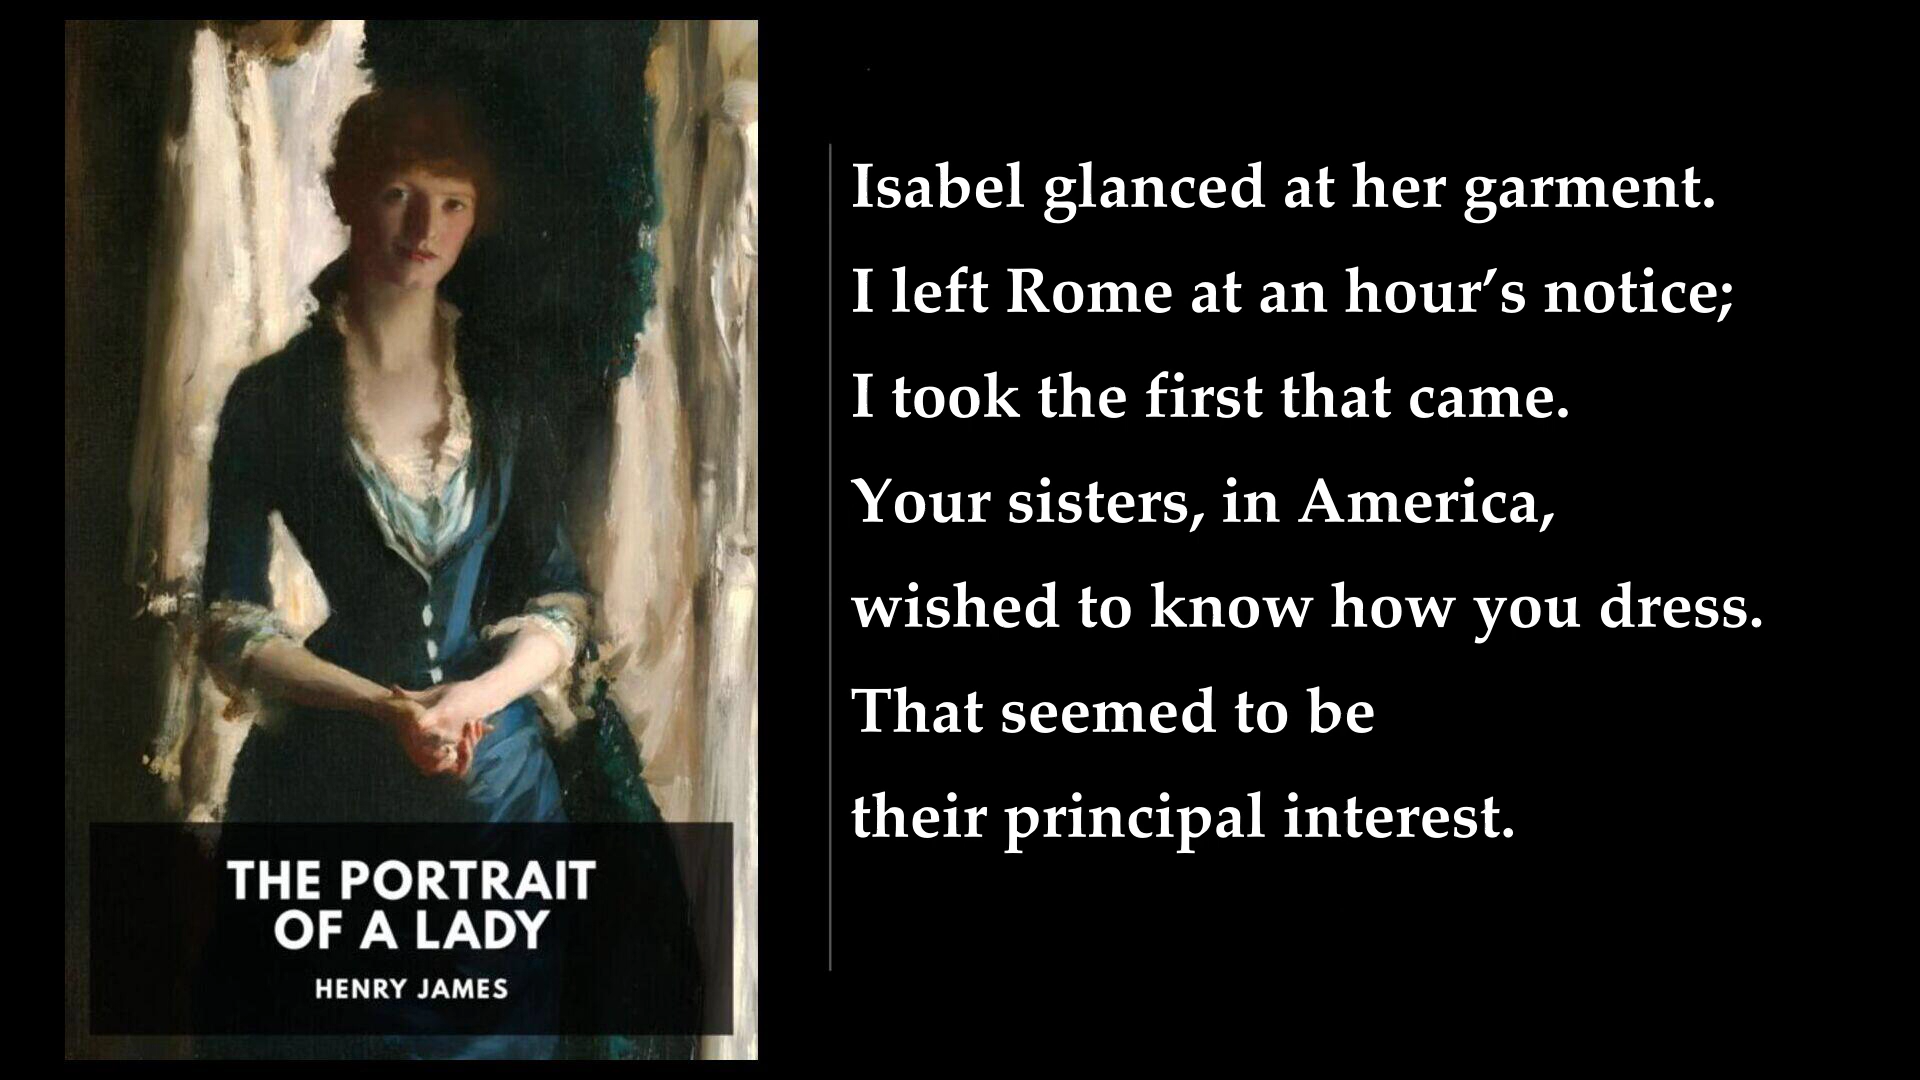 THE PORTRAIT
OF A LADY
HENRY JAMES
Isabel glanced at her garment.
I left Rome at an hour’s notice;
I took the first that came.
Your sisters, in America,
wished to know how you dress.
That seemed to be
their principal interest.